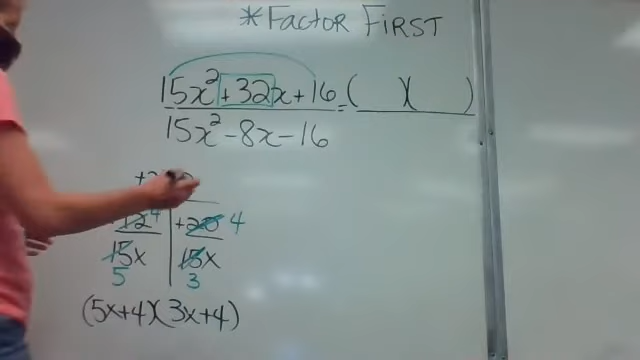 *FACTOR FIRST
15x²+32x+16=( )( )
15x²-8x-16
12 4 +20 4
15x 15x
5 3
(5x+4)(3x+4)